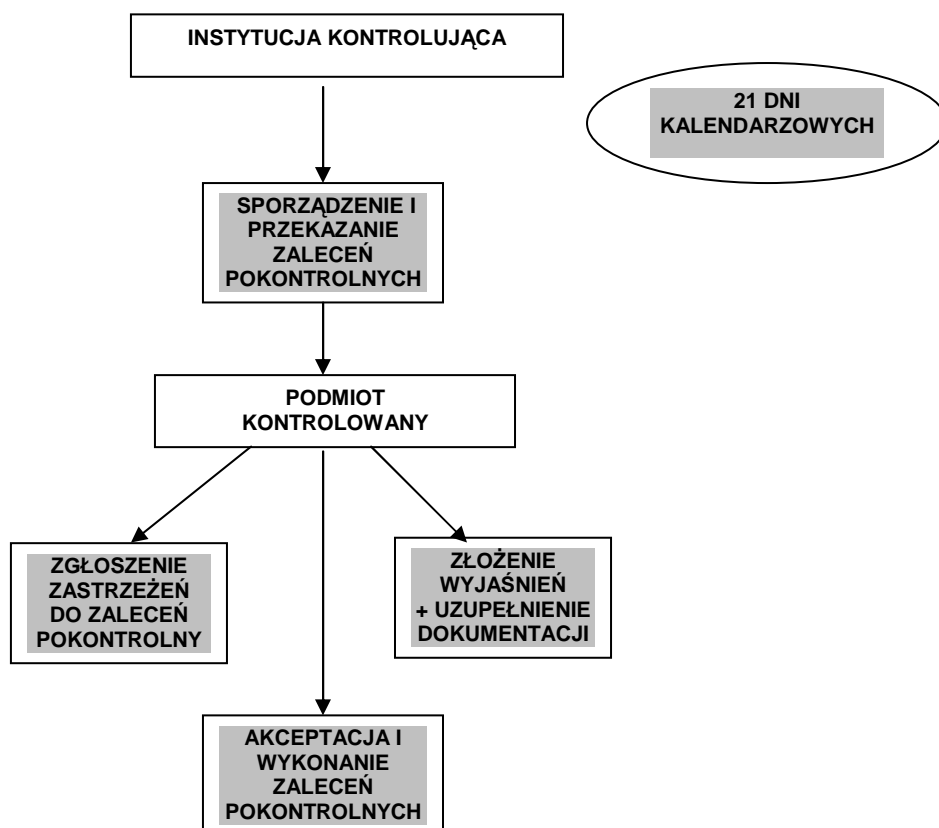 INSTYTUCJA KONTROLUJĄCA
21 DNI
KALENDARZOWYCH
SPORZĄDZENIE I
PRZEKAZANIE
ZALECEŃ
POKONTROLNYCH
PODMIOT
KONTROLOWANY
ZGŁOSZENIE
ZASTRZEŻEŃ
DO ZALECEŃ
POKONTROLNY
ZŁOŻENIE
WYJAŚNIEŃ
+ UZUPEŁNIENIE
DOKUMENTACJI
AKCEPTACJA I
WYKONANIE
ZALECEŃ
POKONTROLNYCH